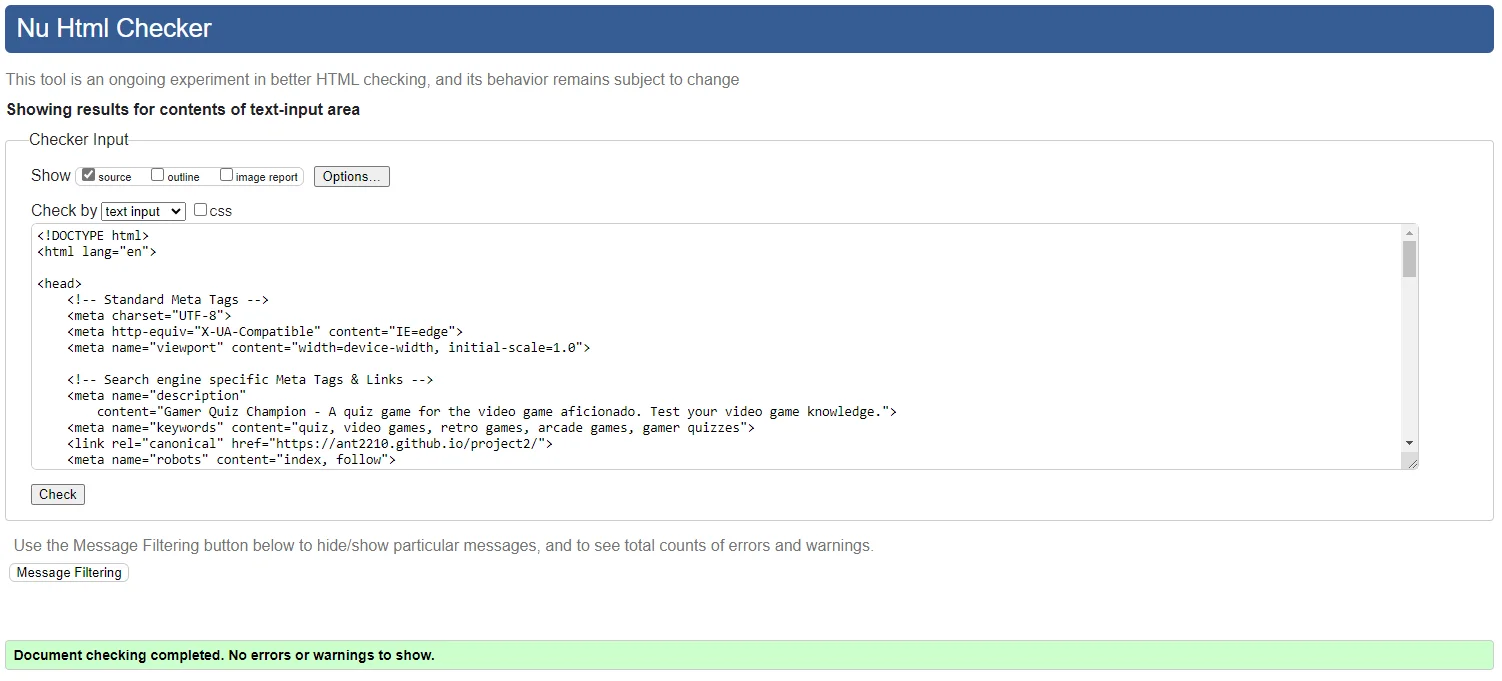 Nu Html Checker
This tool is an ongoing experiment in better HTML checking, and its behavior remains subject to change
Showing results for contents of text-input area
Checker Input
Show source outline image report Options...
Check by text input css
<!DOCTYPE html>
<html lang="en">
<head>
<!-- Standard Meta Tags -->
<meta charset="UTF-8">
<meta http-equiv="X-UA-Compatible" content="IE=edge">
<meta name="viewport" content="width=device-width, initial-scale=1.0">
<!-- Search engine specific Meta Tags & Links -->
<meta name="description"
content="Gamer Quiz Champion - A quiz game for the video game aficionado. Test your video game knowledge.">
<meta name="keywords" content="quiz, video games, retro games, arcade games, gamer quizzes">
<link rel="canonical" href="https://ant2210.github.io/project2/">
<meta name="robots" content="index, follow">
Check
Use the Message Filtering button below to hide/show particular messages, and to see total counts of errors and warnings.
Message Filtering
Document checking completed. No errors or warnings to show.